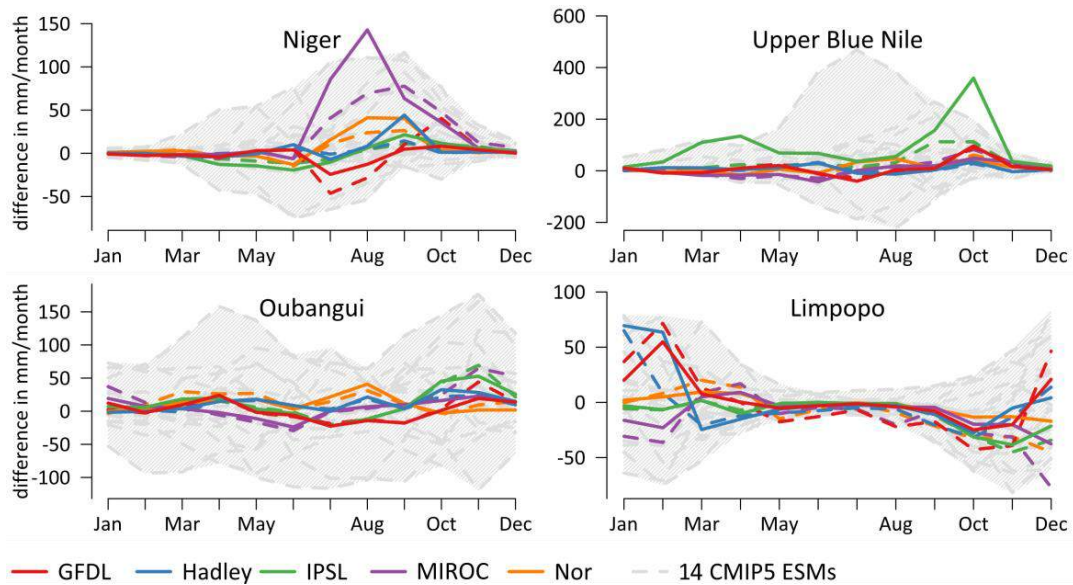 Niger
difference in mm/month
150
100
50
0
-50
Jan Mar May Aug Oct Dec
Upper Blue Nile
600
400
200
0
-200
Jan Mar May Aug Oct Dec
Oubangui
difference in mm/month
150
100
50
0
-50
-100
Jan Mar May Aug Oct Dec
Limpopo
100
50
0
-50
Jan Mar May Aug Oct Dec
GFDL Hadley IPSL MIROC Nor 14 CMIP5 ESMs